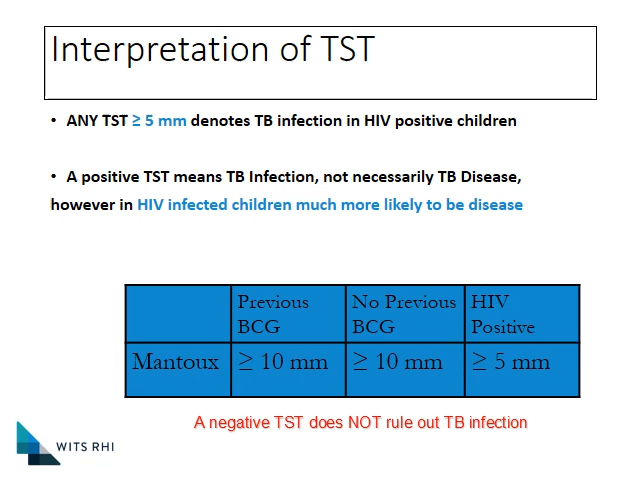 Interpretation of TST
• ANY TST ≥ 5 mm denotes TB infection in HIV positive children
• A positive TST means TB Infection, not necessarily TB Disease,
however in HIV infected children much more likely to be disease
Previous BCG No Previous BCG HIV Positive
Mantoux ≥ 10 mm ≥ 10 mm ≥ 5 mm
A negative TST does NOT rule out TB infection
WITS RHI